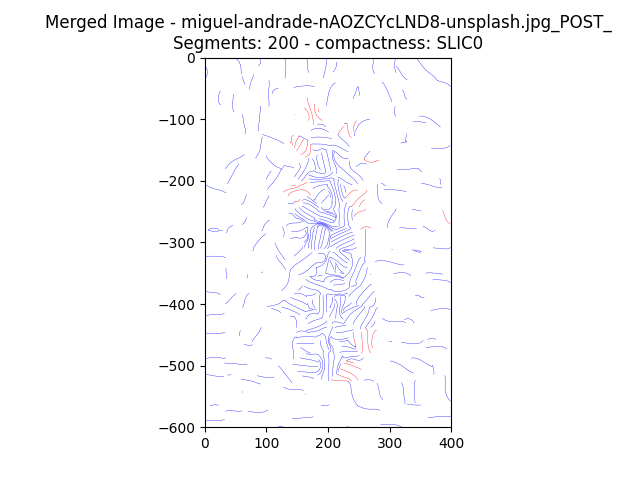 Merged Image - miguel-andrade-nAOZCYcLND8-unsplash.jpg_POST_
Segments: 200 - compactness: SLIC0
0
−100
−200
−300
−400
−500
−600
0 100 200 300 400